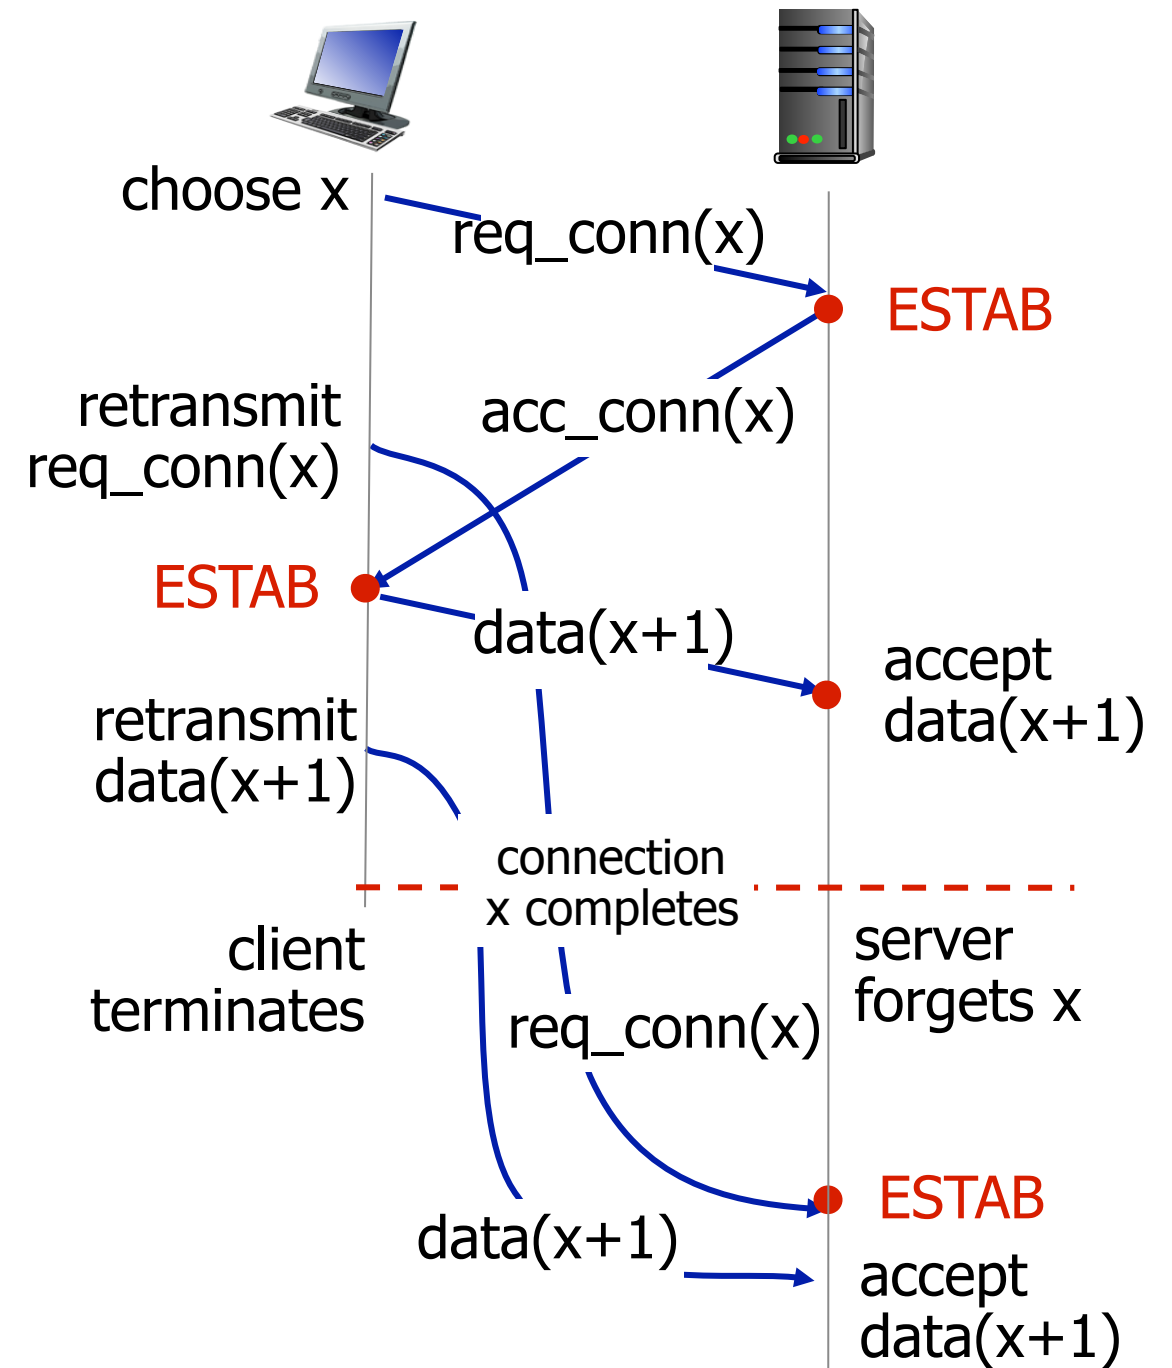 choose x
req_conn(x)
ESTAB
retransmit
req_conn(x)
acc_conn(x)
ESTAB
data(x+1)
accept
data(x+1)
retransmit
data(x+1)
connection
x completes
client
terminates
server
forgets x
req_conn(x)
ESTAB
data(x+1)
accept
data(x+1)